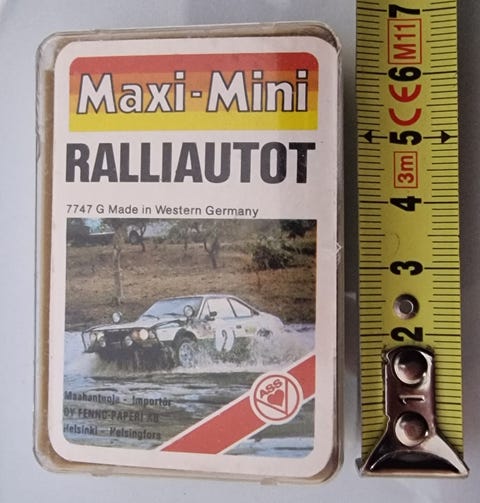 Maxi-Mini
RALLIAUTOT
7747 G Made in Western Germany
2
ASS
Maahantuoja - Importör
OY FENNO-PAPERI AB
Helsinki - Helsingfors
7
M11
6
CE
5
3m
4
3
2
1